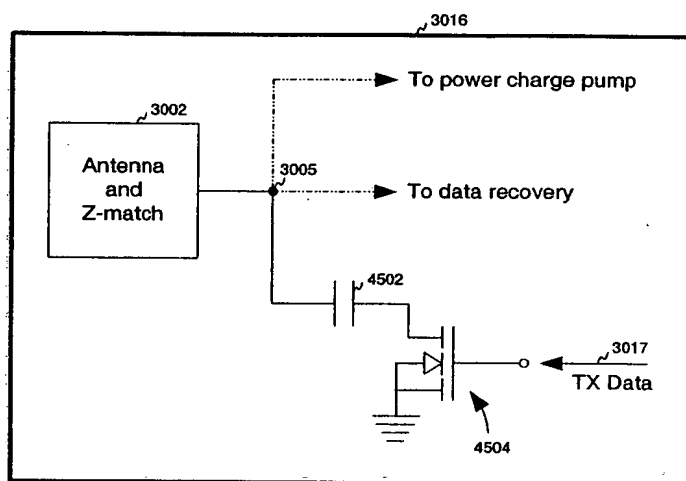 3016
To power charge pump
3002
Antenna
and
Z-match
3005
To data recovery
4502
3017
TX Data
4504